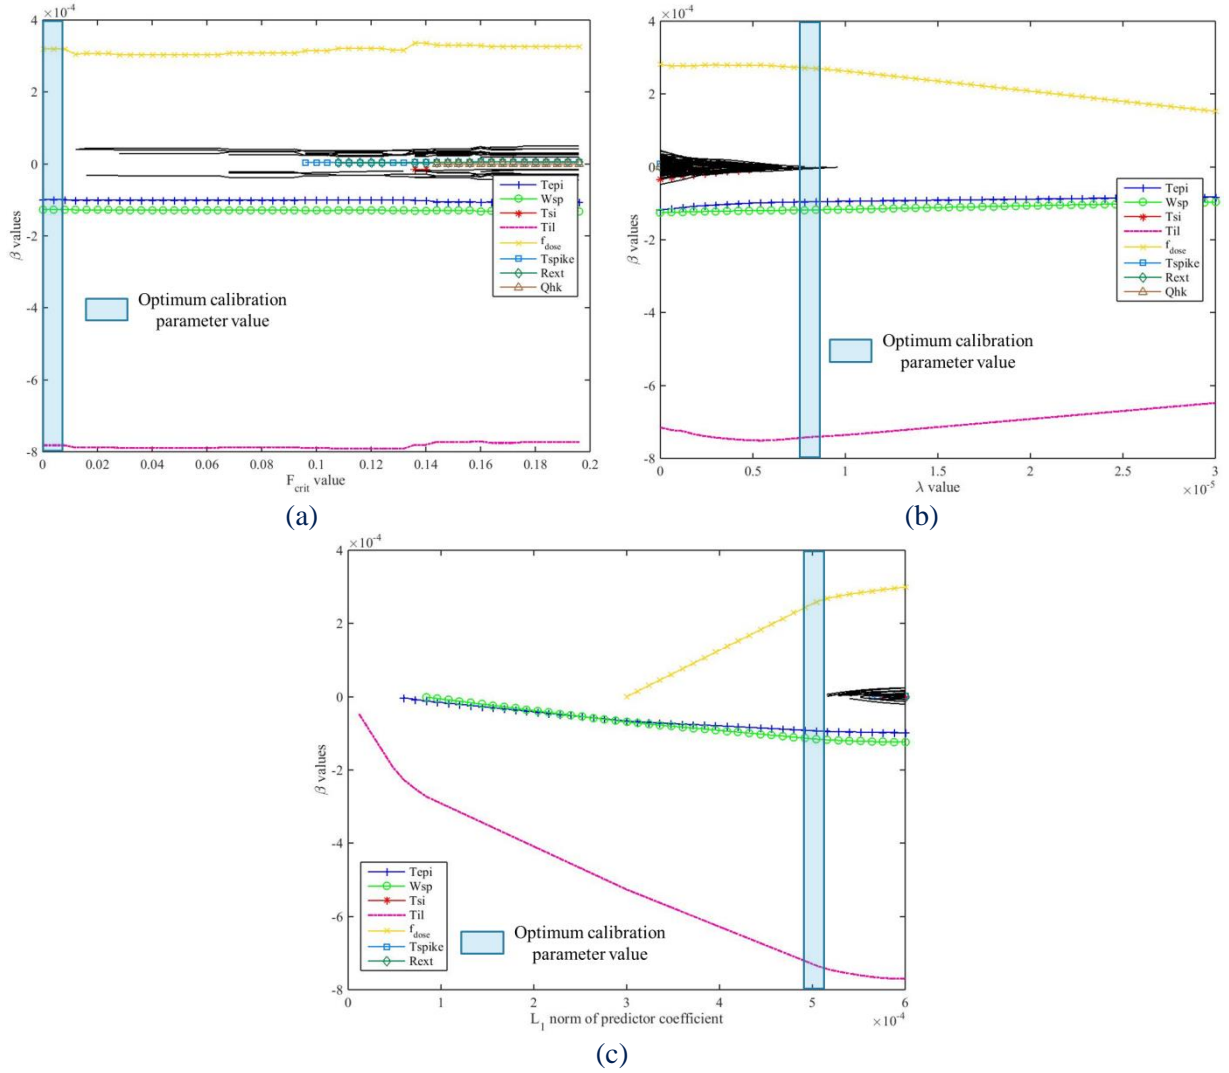 ×10⁻⁴
4
2
0
-2
-4
-6
-8
β values
Tepi
Wsp
Tsi
Til
f_dose
Tspike
Rext
Qhk
Optimum calibration
parameter value
0 0.02 0.04 0.06 0.08 0.1 0.12 0.14 0.16 0.18 0.2
F_crit value
(a)
×10⁻⁴
4
2
0
-2
-4
-6
-8
β values
Tepi
Wsp
Tsi
Til
f_dose
Tspike
Rext
Qhk
Optimum calibration
parameter value
0 0.5 1 1.5 2 2.5 3
λ value
×10⁻⁵
(b)
×10⁻⁴
4
2
0
-2
-4
-6
-8
β values
Tepi
Wsp
Tsi
Til
f_dose
Tspike
Rext
Optimum calibration
parameter value
0 1 2 3 4 5 6
L₁ norm of predictor coefficient
×10⁻⁴
(c)